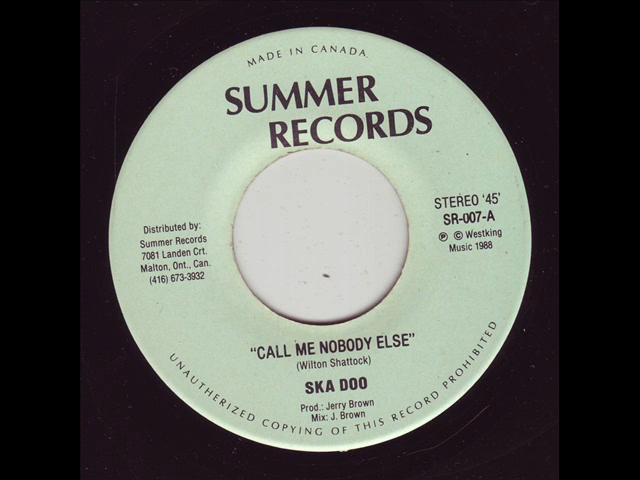 MADE IN CANADA
SUMMER
RECORDS
STEREO '45'
SR-007-A
Ⓟ © Westking
Music 1988
Distributed by:
Summer Records
7081 Landen Crt.
Malton, Ont., Can.
(416) 673-3932
"CALL ME NOBODY ELSE"
(Wilton Shattock)
SKA DOO
Prod.: Jerry Brown
Mix: J. Brown
UNAUTHORIZED COPYING OF THIS RECORD PROHIBITED